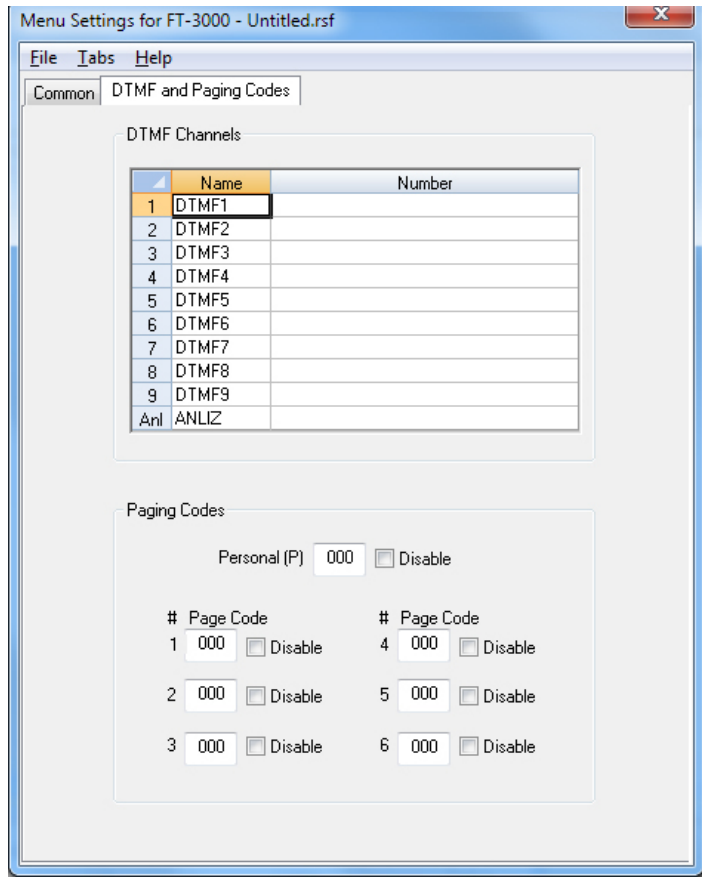 Menu Settings for FT-3000 - Untitled.rsf
File Tabs Help
Common DTMF and Paging Codes
DTMF Channels
Name Number
1 DTMF1
2 DTMF2
3 DTMF3
4 DTMF4
5 DTMF5
6 DTMF6
7 DTMF7
8 DTMF8
9 DTMF9
Anl ANLIZ
Paging Codes
Personal (P) 000 Disable
# Page Code # Page Code
1 000 Disable 4 000 Disable
2 000 Disable 5 000 Disable
3 000 Disable 6 000 Disable